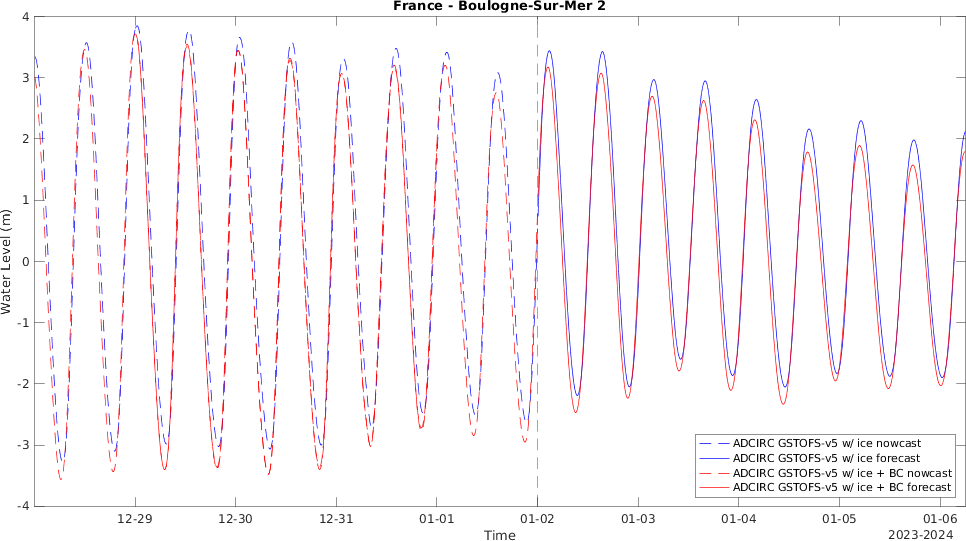 France - Boulogne-Sur-Mer 2
Water Level (m)
4
3
2
1
0
-1
-2
-3
-4
12-29
12-30
12-31
01-01
01-02
01-03
01-04
01-05
01-06
Time
2023-2024
ADCIRC GSTOFS-v5 w/ ice nowcast
ADCIRC GSTOFS-v5 w/ ice forecast
ADCIRC GSTOFS-v5 w/ ice + BC nowcast
ADCIRC GSTOFS-v5 w/ ice + BC forecast